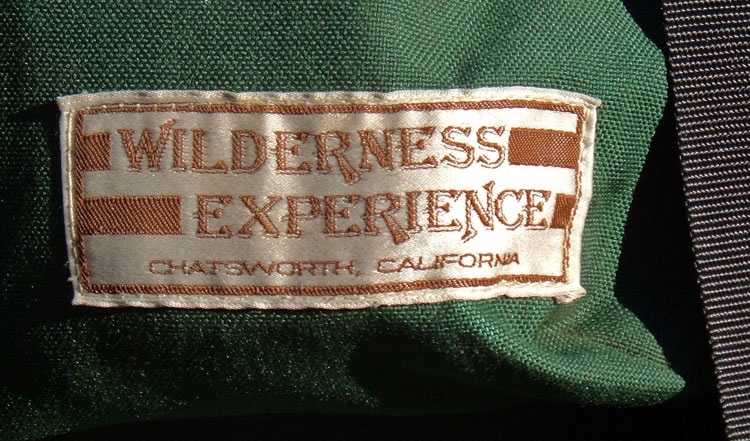 WILDERNESS
EXPERIENCE
CHATSWORTH, CALIFORNIA